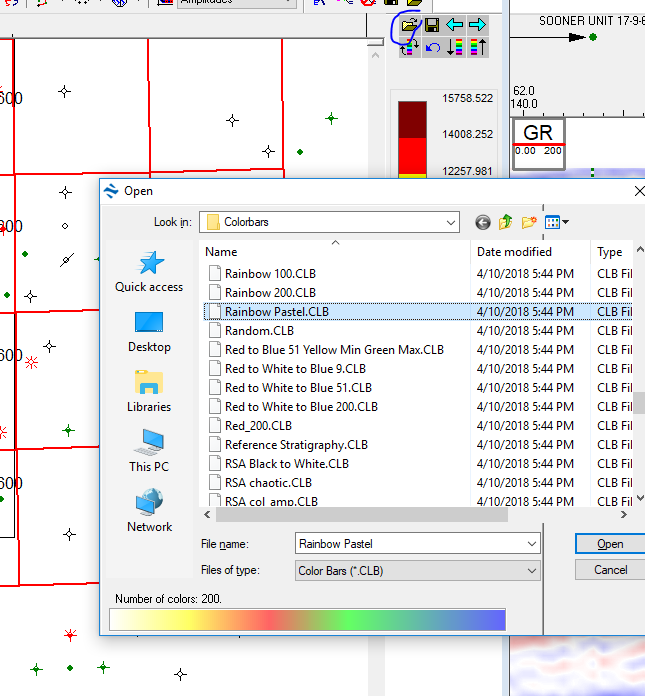 Amplitudes
SOONER UNIT 17-9-6
62.0
140.0
GR
0.00 200
15758.522
14008.252
12257.981
600
600
600
600
Open
Look in: Colorbars
Name Date modified Type
Quick access
Desktop
Libraries
This PC
Network
Rainbow 100.CLB 4/10/2018 5:44 PM CLB Fil
Rainbow 200.CLB 4/10/2018 5:44 PM CLB Fil
Rainbow Pastel.CLB 4/10/2018 5:44 PM CLB Fil
Random.CLB 4/10/2018 5:44 PM CLB Fil
Red to Blue 51 Yellow Min Green Max.CLB 4/10/2018 5:44 PM CLB Fil
Red to White to Blue 9.CLB 4/10/2018 5:44 PM CLB Fil
Red to White to Blue 51.CLB 4/10/2018 5:44 PM CLB Fil
Red to White to Blue 200.CLB 4/10/2018 5:44 PM CLB Fil
Red_200.CLB 4/10/2018 5:44 PM CLB Fil
Reference Stratigraphy.CLB 4/10/2018 5:44 PM CLB Fil
RSA Black to White.CLB 4/10/2018 5:44 PM CLB Fil
RSA chaotic.CLB 4/10/2018 5:44 PM CLB Fil
RSA col_amp.CLB 4/10/2018 5:44 PM CLB Fil
File name: Rainbow Pastel Open
Files of type: Color Bars (*.CLB) Cancel
Number of colors: 200.